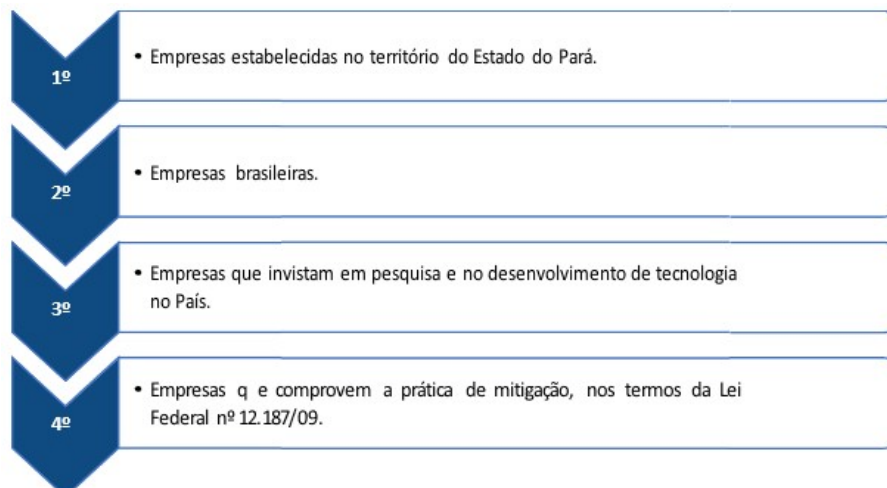 1º
• Empresas estabelecidas no território do Estado do Pará.
2º
• Empresas brasileiras.
3º
• Empresas que invistam em pesquisa e no desenvolvimento de tecnologia
no País.
4º
• Empresas q e comprovem a prática de mitigação, nos termos da Lei
Federal nº 12.187/09.